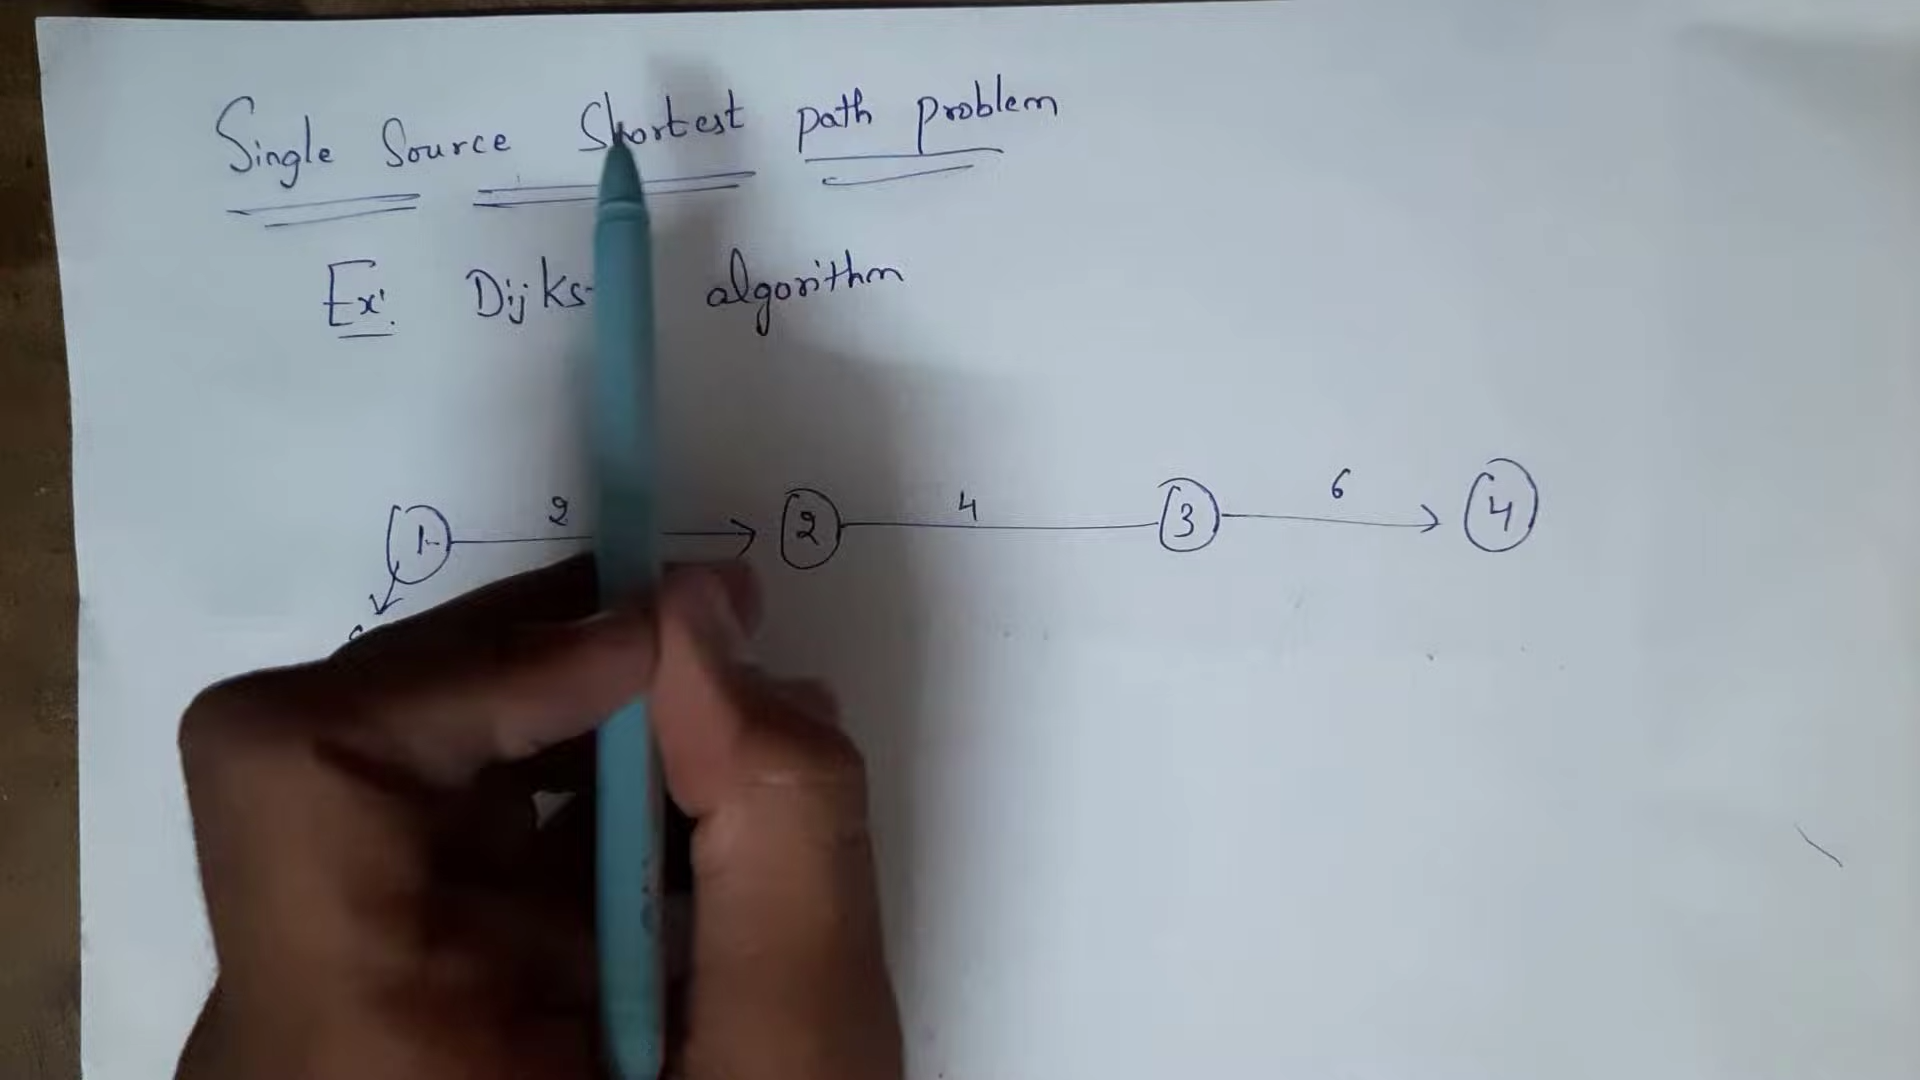 Single Source Shortest path problem
Ex: Dijks algorithm
1 2 2 4 3 6 4